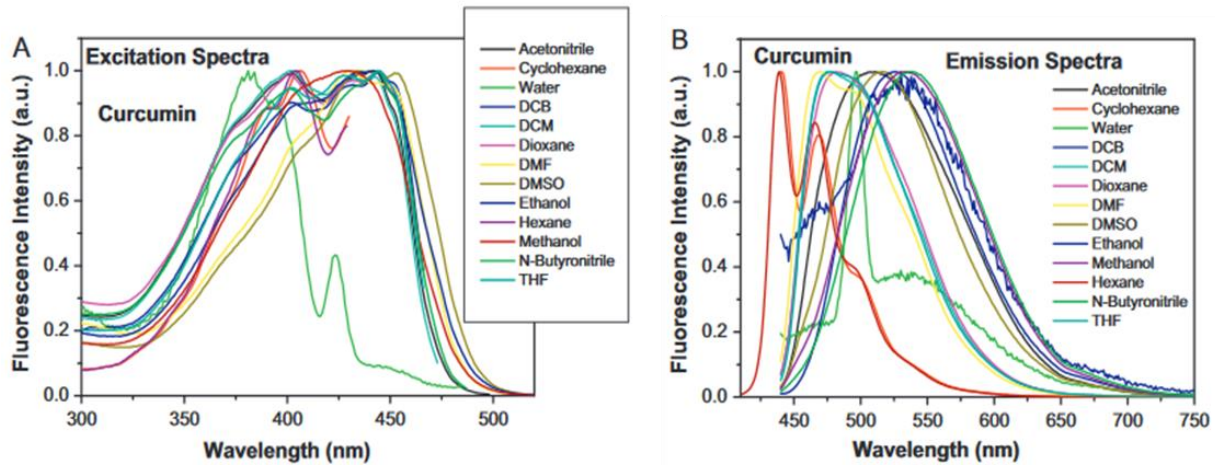 A
Excitation Spectra
Curcumin
Acetonitrile
Cyclohexane
Water
DCB
DCM
Dioxane
DMF
DMSO
Ethanol
Hexane
Methanol
N-Butyronitrile
THF
Fluorescence Intensity (a.u.)
1.0
0.8
0.6
0.4
0.2
0.0
300
350
400
450
500
Wavelength (nm)
B
Curcumin
Emission Spectra
Acetonitrile
Cyclohexane
Water
DCB
DCM
Dioxane
DMF
DMSO
Ethanol
Methanol
Hexane
N-Butyronitrile
THF
Fluorescence Intensity (a.u.)
1.0
0.8
0.6
0.4
0.2
0.0
450
500
550
600
650
700
750
Wavelength (nm)